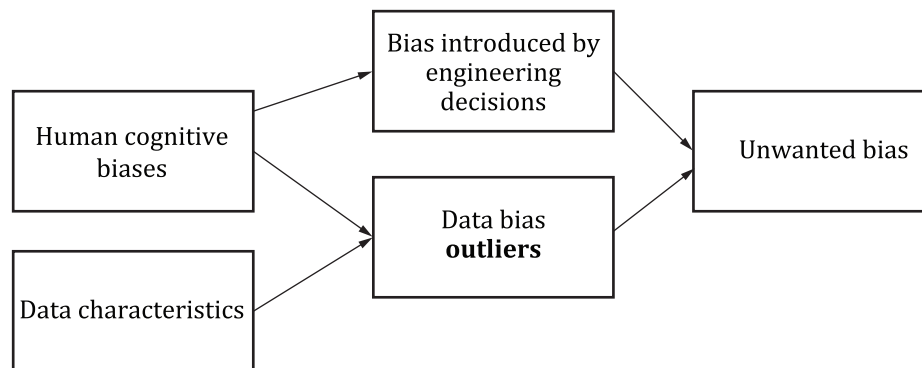 Bias introduced by
engineering
decisions
Human cognitive
biases
Unwanted bias
Data bias
outliers
Data characteristics